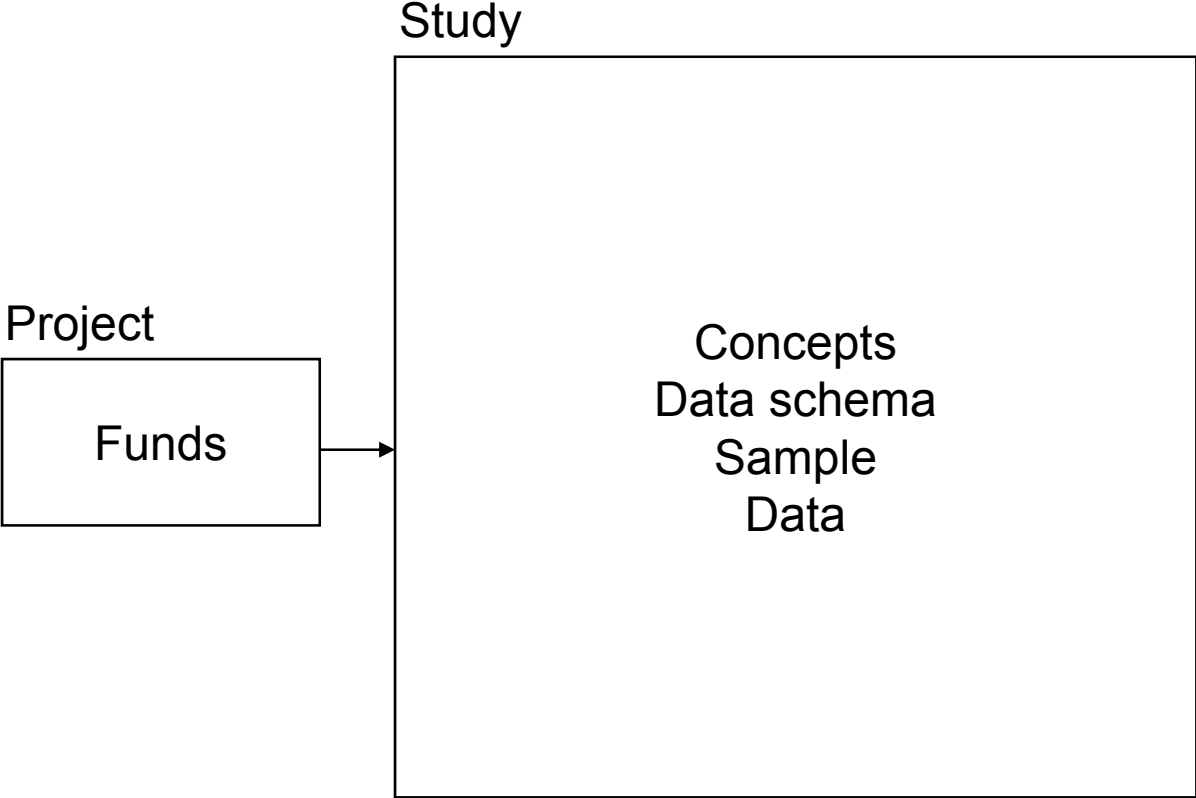 Study
Project
Funds
Concepts
Data schema
Sample
Data